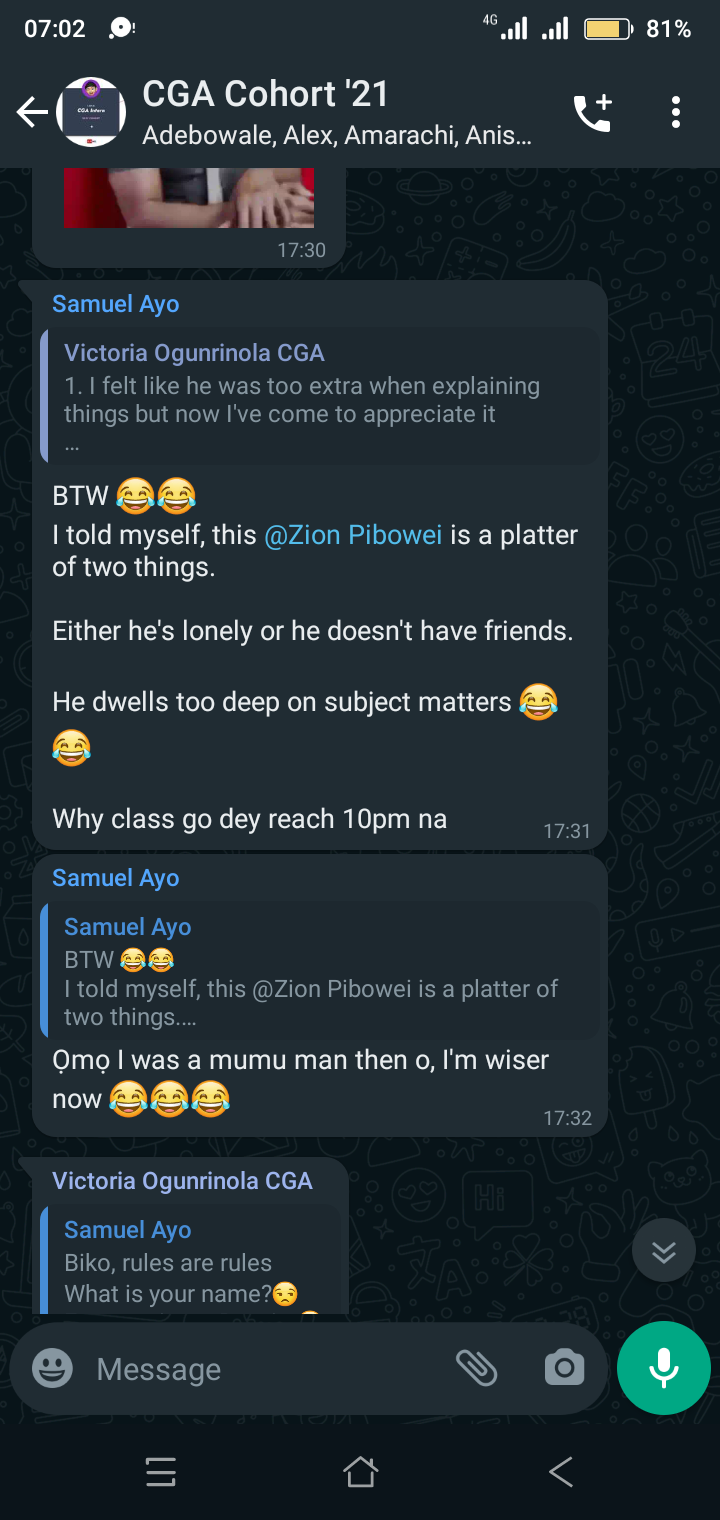 07:02
4G
81%
CGA Cohort '21
Adebowale, Alex, Amarachi, Anis...
17:30
Samuel Ayo
Victoria Ogunrinola CGA
1. I felt like he was too extra when explaining
things but now I've come to appreciate it
...
BTW 😂😂
I told myself, this @Zion Pibowei is a platter
of two things.
Either he's lonely or he doesn't have friends.
He dwells too deep on subject matters 😂
😂
Why class go dey reach 10pm na
17:31
Samuel Ayo
Samuel Ayo
BTW 😂😂
I told myself, this @Zion Pibowei is a platter of
two things....
Ọmọ I was a mumu man then o, I'm wiser
now 😂😂😂
17:32
Victoria Ogunrinola CGA
Samuel Ayo
Biko, rules are rules
What is your name?😒
Message